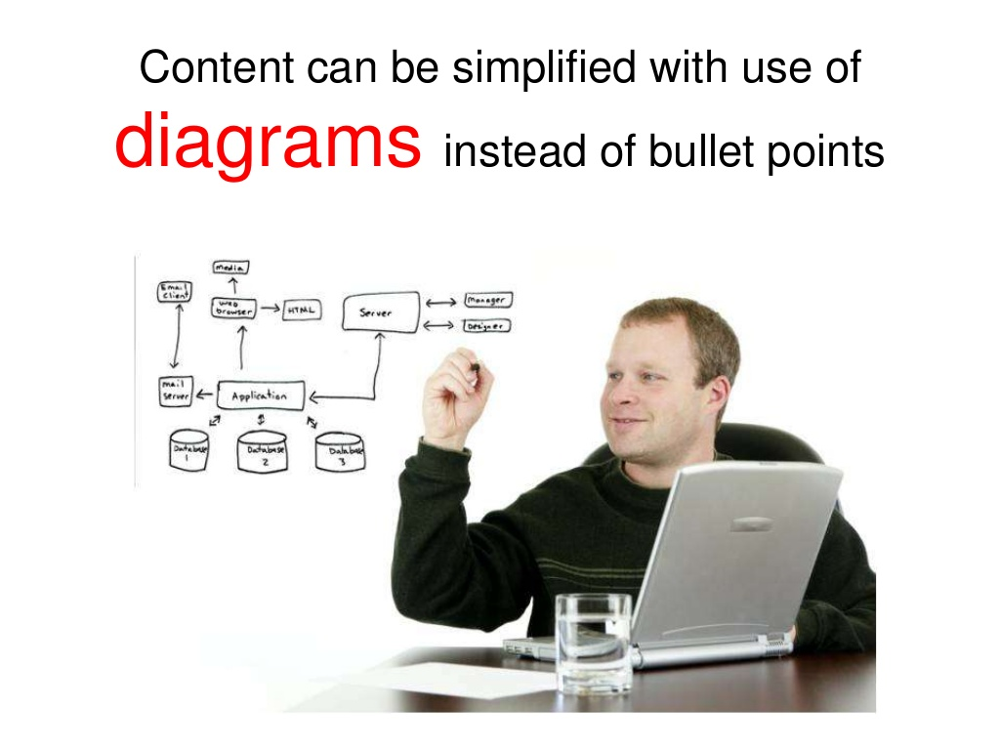 Content can be simplified with use of
diagrams instead of bullet points
media
Email
Client
Web
browser
HTML
Server
Manager
Designer
Mail
Server
Application
Database
1
Database
2
Database
3